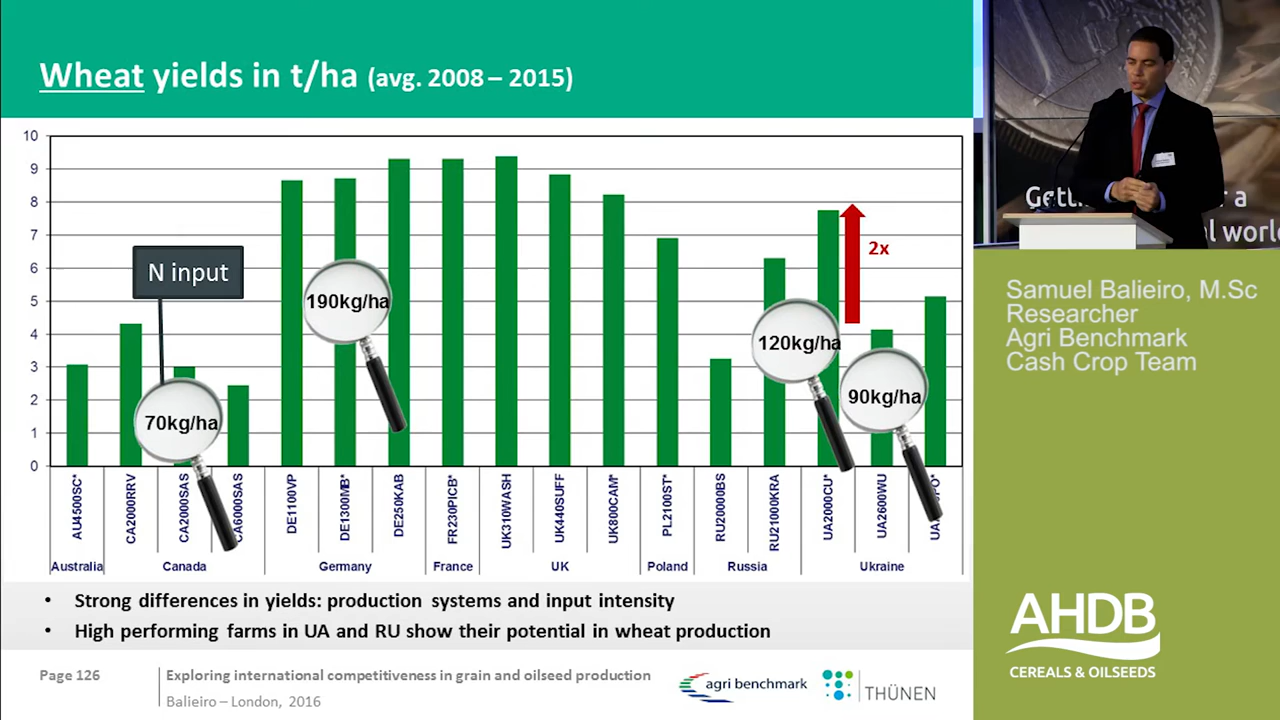 Wheat yields in t/ha (avg. 2008 – 2015)
10
9
8
7
6
5
4
3
2
1
0
N input
70kg/ha
190kg/ha
120kg/ha
90kg/ha
2x
AU4500SC*
CA2000RRV
CA2000SAS
CA6000SAS
DE1100VP
DE1300MB*
DE250KAB
FR230PICB*
UK310WASH
UK440SUFF
UK800CAM*
PL2100ST*
RU20000BS
RU21000KRA
UA2000CU*
UA2600WU
Australia
Canada
Germany
France
UK
Poland
Russia
Ukraine
• Strong differences in yields: production systems and input intensity
• High performing farms in UA and RU show their potential in wheat production
Page 126
Exploring international competitiveness in grain and oilseed production
Balieiro – London, 2016
agri benchmark
THÜNEN
r a
l world
Samuel Balieiro, M.Sc
Researcher
Agri Benchmark
Cash Crop Team
AHDB
CEREALS & OILSEEDS